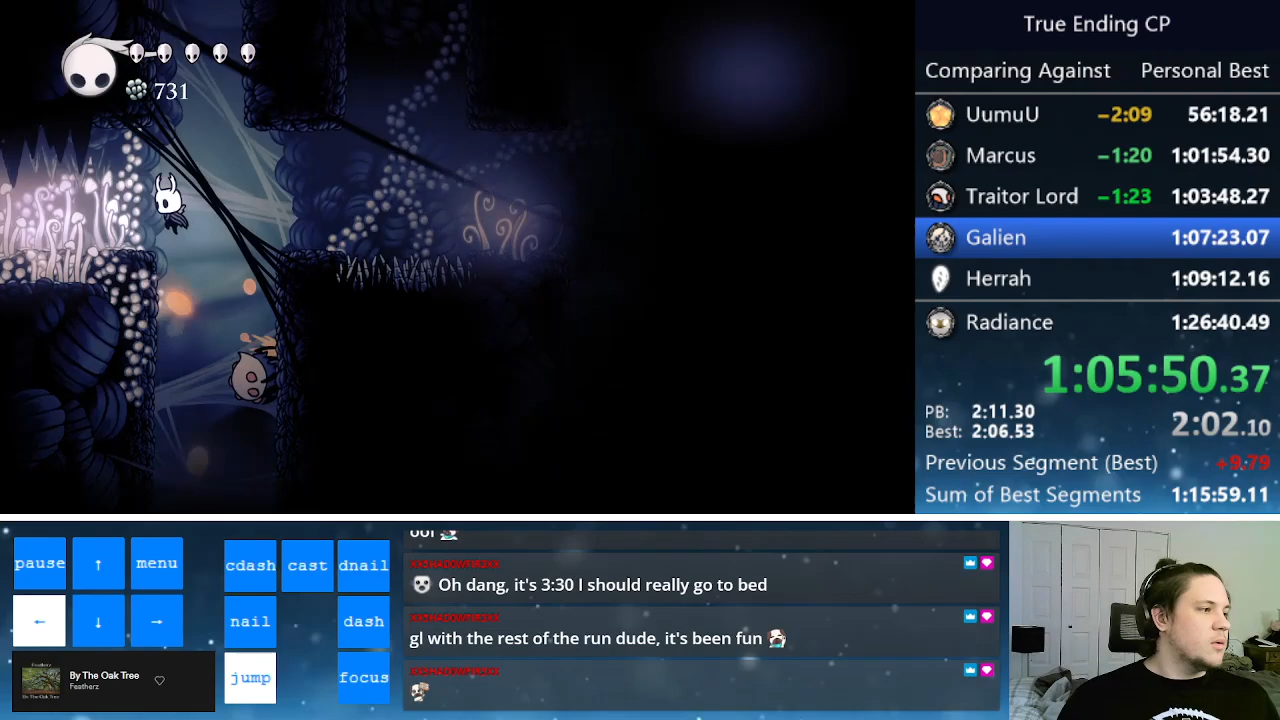 731
True Ending CP
Comparing Against Personal Best
UumuU −2:09 56:18.21
Marcus −1:20 1:01:54.30
Traitor Lord −1:23 1:03:48.27
Galien 1:07:23.07
Herrah 1:09:12.16
Radiance 1:26:40.49
1:05:50.37
PB: 2:11.30
Best: 2:06.53
2:02.10
Previous Segment (Best) +9.79
Sum of Best Segments 1:15:59.11
pause ↑ menu
← ↓ →
cdash cast dnail
nail dash
jump focus
By The Oak Tree
Featherz
Oh dang, it's 3:30 I should really go to bed
gl with the rest of the run dude, it's been fun